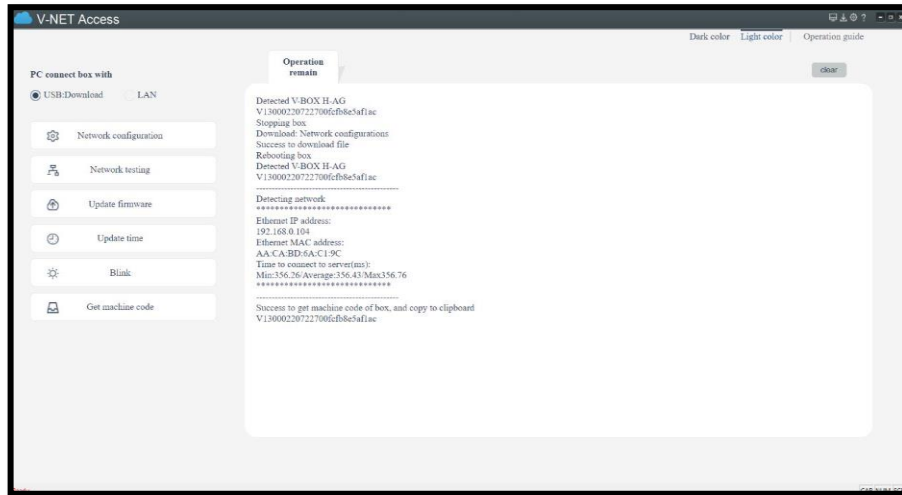 V-NET Access
Dark color Light color Operation guide
PC connect box with
USB:Download LAN
Network configuration
Network testing
Update firmware
Update time
Blink
Get machine code
Operation
remain
clear
Detected V-BOX H-AG
V13000220722700fcfb8e5af1ac
Stopping box
Download: Network configurations
Success to download file
Rebooting box
Detected V-BOX H-AG
V13000220722700fcfb8e5af1ac
------------------------------------------------
Detecting network
******************************
Ethernet IP address:
192.168.0.104
Ethernet MAC address:
AA:CA:BD:6A:C1:9C
Time to connect to server(ms):
Min:356.26/Average:356.43/Max356.76
******************************
------------------------------------------------
Success to get machine code of box, and copy to clipboard
V13000220722700fcfb8e5af1ac